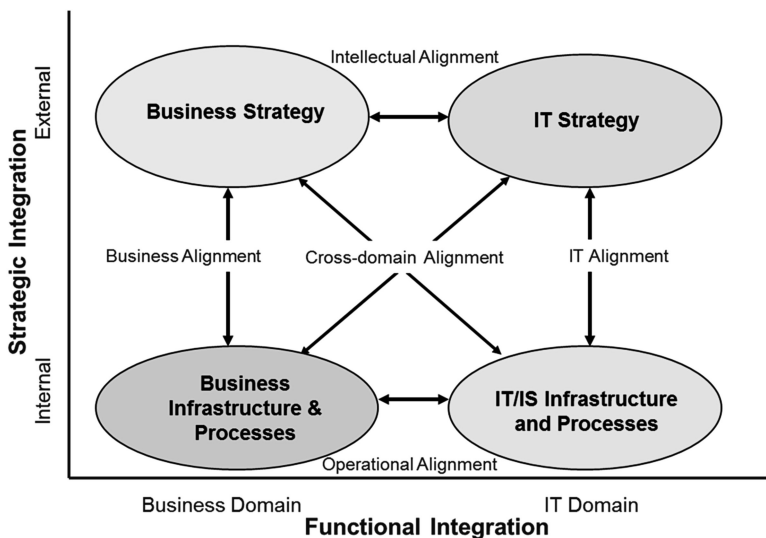 Intellectual Alignment
Business Strategy
IT Strategy
External
Strategic Integration
Business Alignment
Cross-domain Alignment
IT Alignment
Internal
Business
Infrastructure &
Processes
IT/IS Infrastructure
and Processes
Operational Alignment
Business Domain
IT Domain
Functional Integration